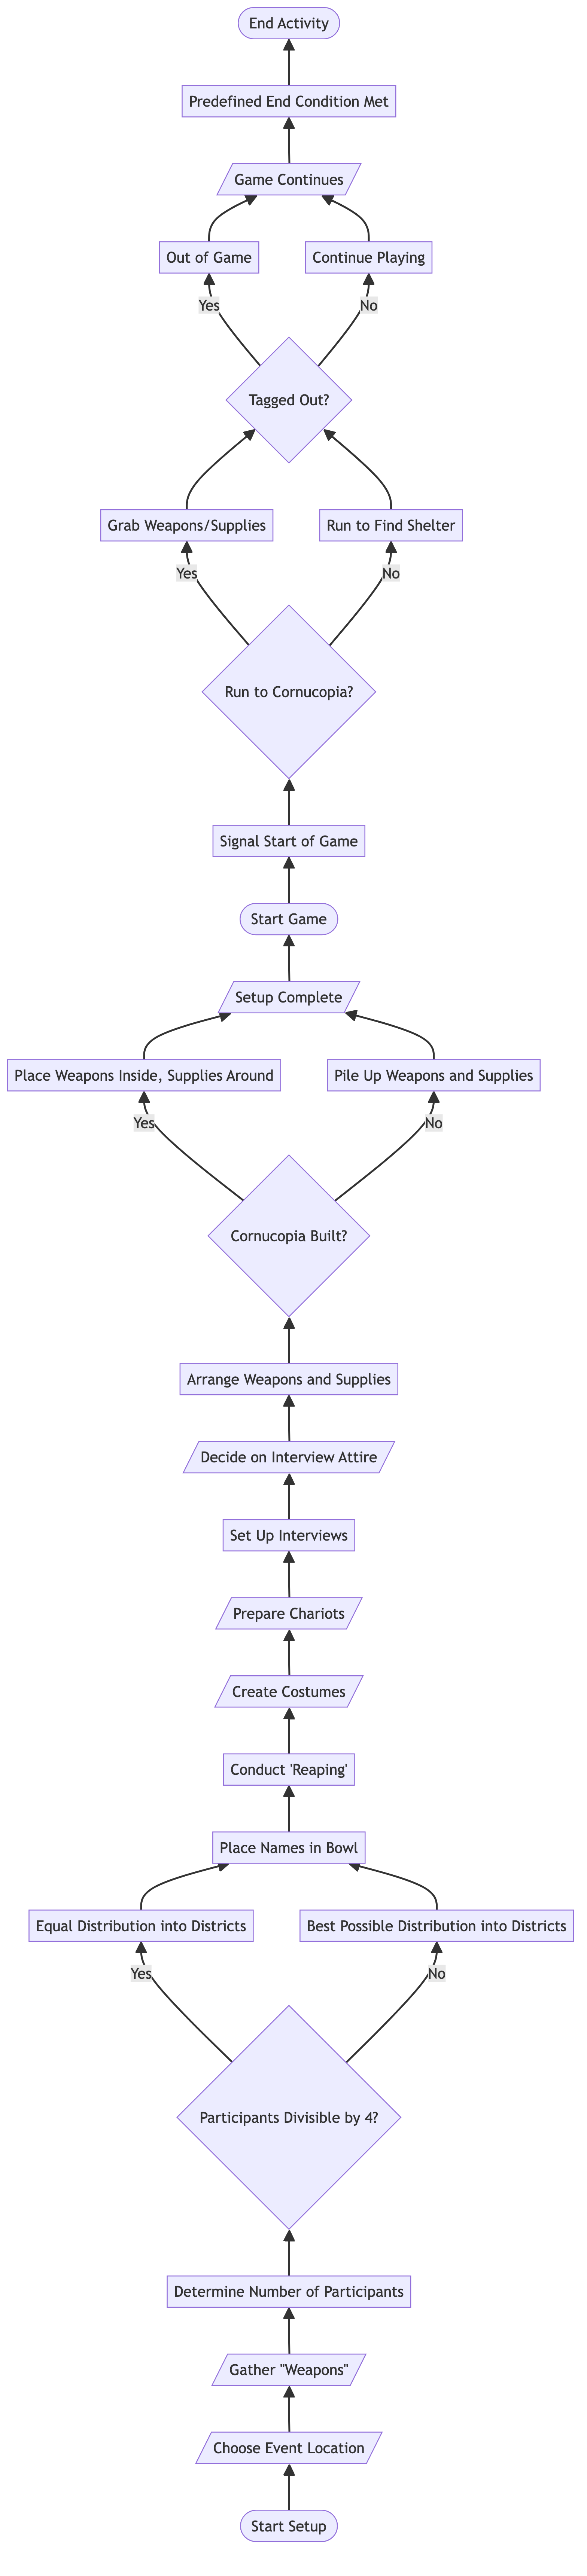 End Activity
Predefined End Condition Met
Game Continues
Out of Game
Continue Playing
Yes
No
Tagged Out?
Grab Weapons/Supplies
Run to Find Shelter
Yes
No
Run to Cornucopia?
Signal Start of Game
Start Game
Setup Complete
Place Weapons Inside, Supplies Around
Pile Up Weapons and Supplies
Yes
No
Cornucopia Built?
Arrange Weapons and Supplies
Decide on Interview Attire
Set Up Interviews
Prepare Chariots
Create Costumes
Conduct 'Reaping'
Place Names in Bowl
Equal Distribution into Districts
Best Possible Distribution into Districts
Yes
No
Participants Divisible by 4?
Determine Number of Participants
Gather "Weapons"
Choose Event Location
Start Setup